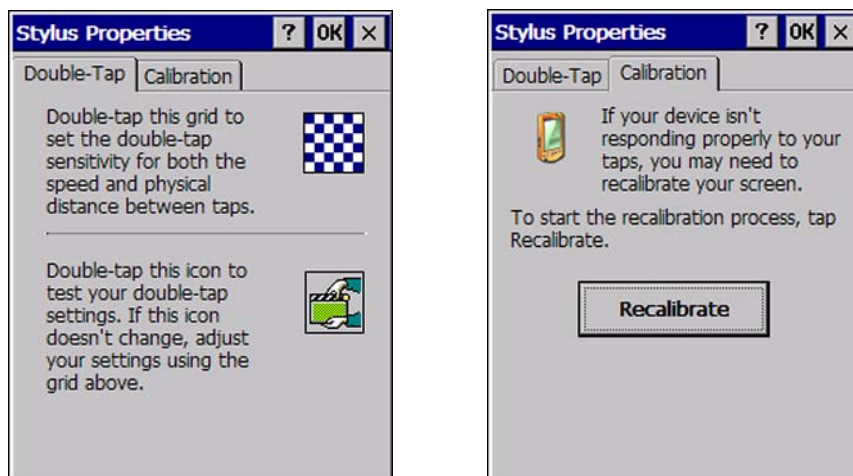 Stylus Properties ? OK ×
Double-Tap Calibration
Double-tap this grid to
set the double-tap
sensitivity for both the
speed and physical
distance between taps.
Double-tap this icon to
test your double-tap
settings. If this icon
doesn't change, adjust
your settings using the
grid above.
Stylus Properties ? OK ×
Double-Tap Calibration
If your device isn't
responding properly to your
taps, you may need to
recalibrate your screen.
To start the recalibration process, tap
Recalibrate.
Recalibrate